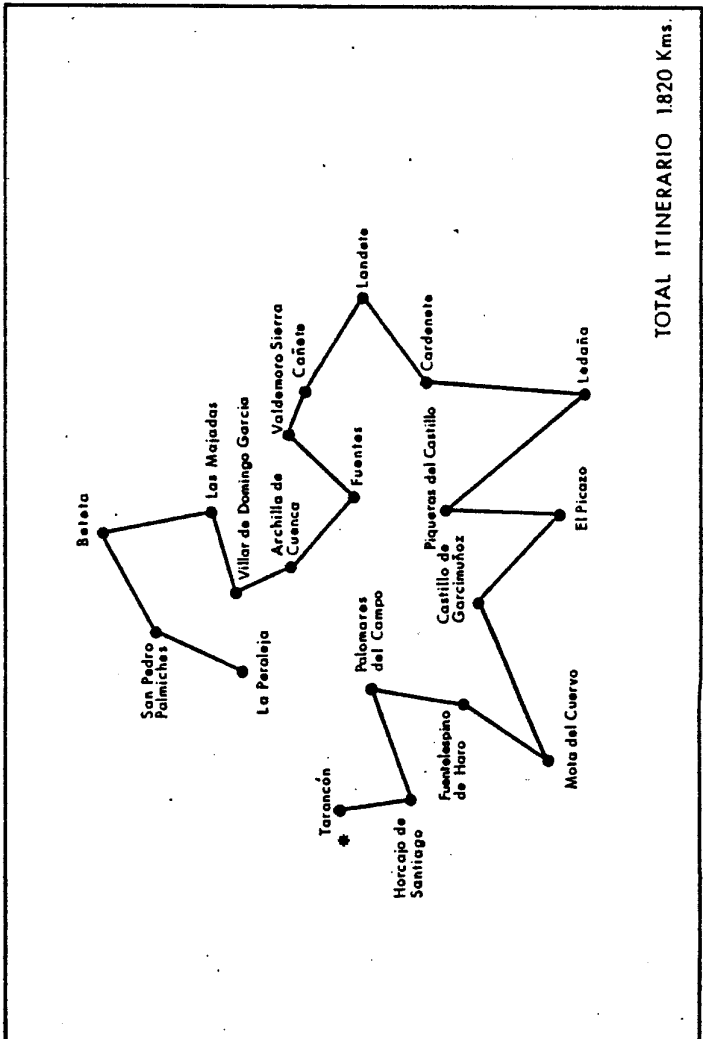 Beteta
San Pedro
Palmiches
Las Majadas
Villar de Domingo Garcia
La Peraleja
Archilla de
Cuenca
Valdemoro Sierra
Cañete
Fuentes
Landete
Tarancón
*
Palomares
del Campo
Horcajo de
Santiago
Fuentelespino
de Haro
Mota del Cuervo
Castillo de
Garcimuñoz
Piqueras del Castillo
Cardenete
El Picazo
Ledaña
TOTAL ITINERARIO 1.820 Kms.